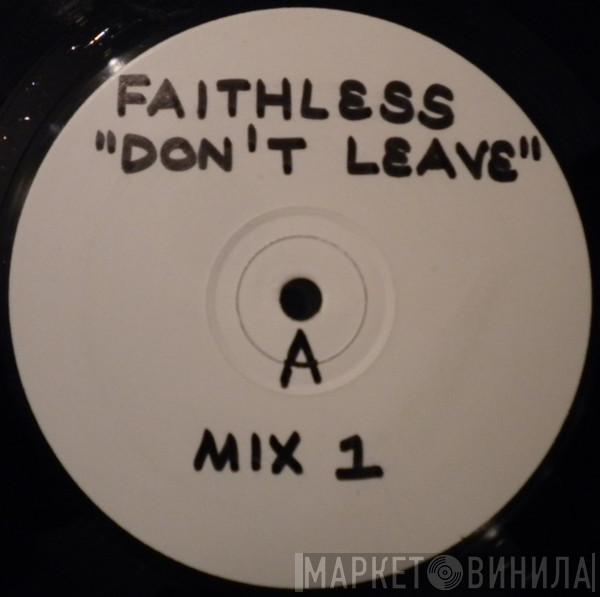 FAITHLESS
"DON'T LEAVE"
A
MIX 1
МАРКЕТ ВИНИЛА